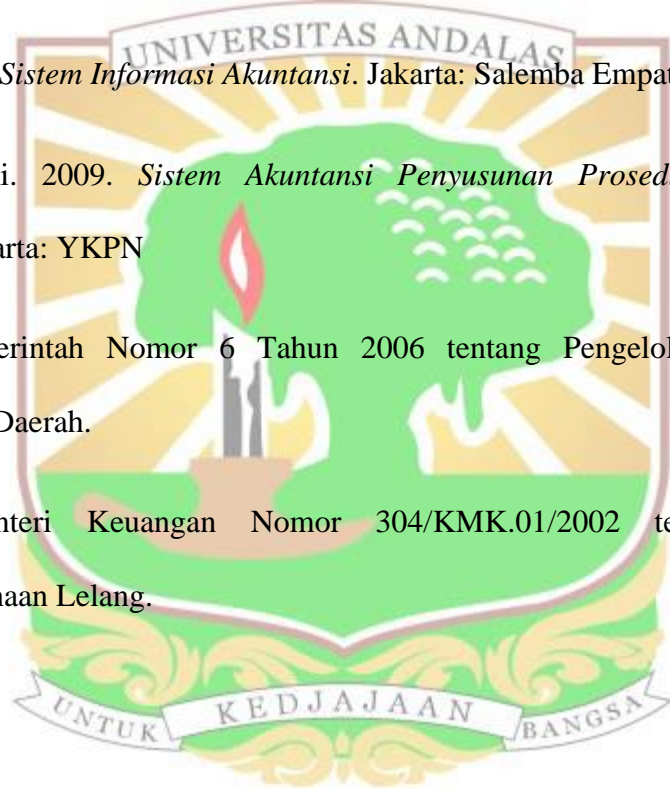 UNIVERSITAS ANDALAS
Sistem Informasi Akuntansi. Jakarta: Salemba Empat
i. 2009. Sistem Akuntansi Penyusunan Prosed
arta: YKPN
erintah Nomor 6 Tahun 2006 tentang Pengelol
Daerah.
nteri Keuangan Nomor 304/KMK.01/2002 te
naan Lelang.
UNTUK KEDJAJAAN BANGSA